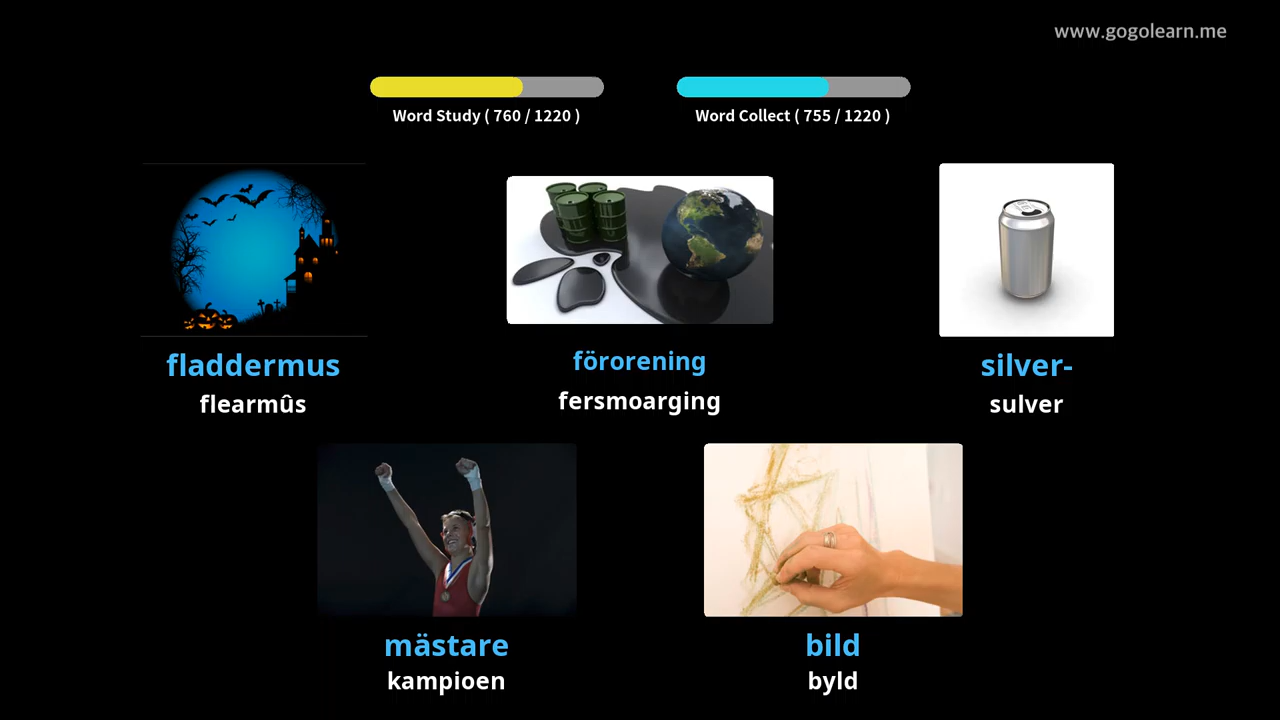 www.gogolearn.me
Word Study ( 760 / 1220 )
Word Collect ( 755 / 1220 )
fladdermus
flearmûs
förorening
fersmoarging
silver-
sulver
mästare
kampioen
bild
byld